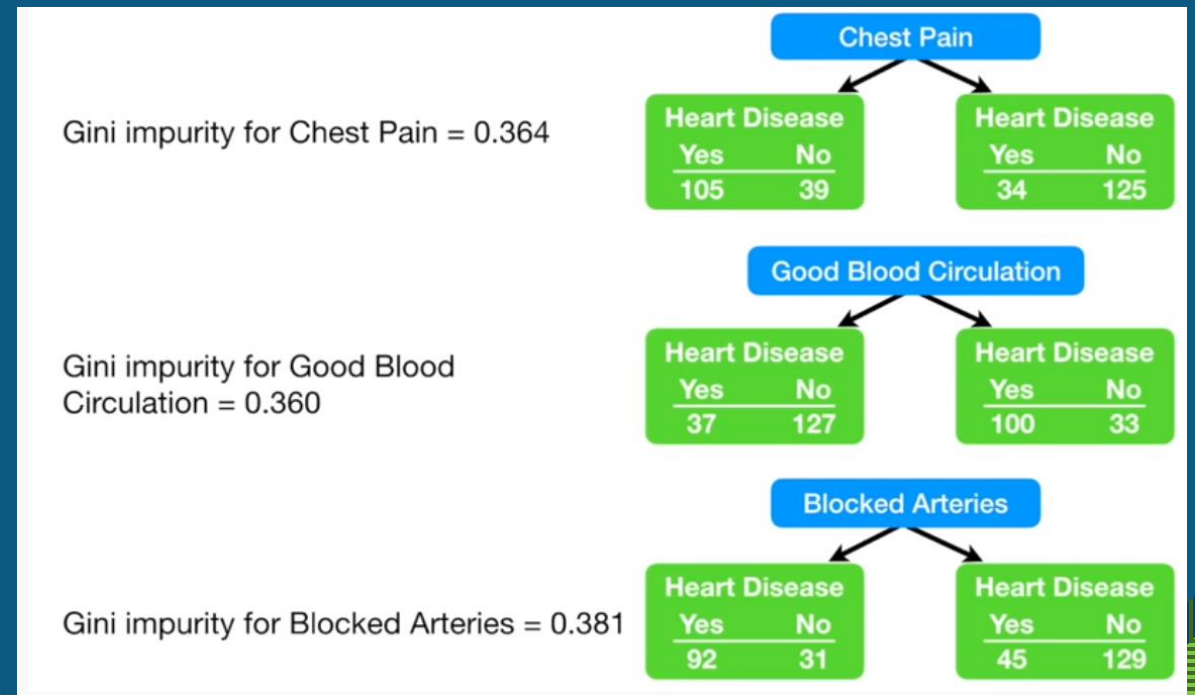 Chest Pain
Gini impurity for Chest Pain = 0.364
Heart Disease
Yes No
105 39
Heart Disease
Yes No
34 125
Good Blood Circulation
Gini impurity for Good Blood
Circulation = 0.360
Heart Disease
Yes No
37 127
Heart Disease
Yes No
100 33
Blocked Arteries
Gini impurity for Blocked Arteries = 0.381
Heart Disease
Yes No
92 31
Heart Disease
Yes No
45 129